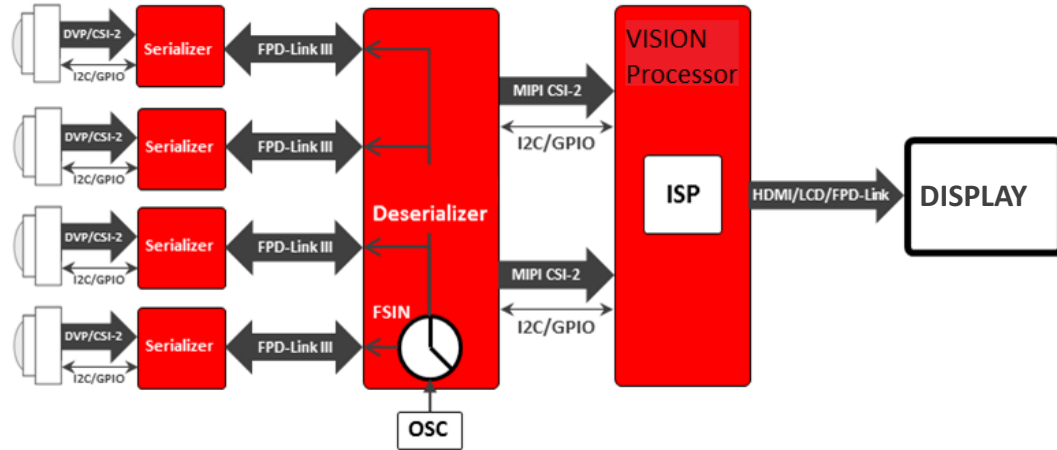 DVP/CSI-2
I2C/GPIO
Serializer
FPD-Link III
DVP/CSI-2
I2C/GPIO
Serializer
FPD-Link III
DVP/CSI-2
I2C/GPIO
Serializer
FPD-Link III
DVP/CSI-2
I2C/GPIO
Serializer
FPD-Link III
Deserializer
FSIN
OSC
MIPI CSI-2
I2C/GPIO
MIPI CSI-2
I2C/GPIO
VISION
Processor
ISP
HDMI/LCD/FPD-Link
DISPLAY